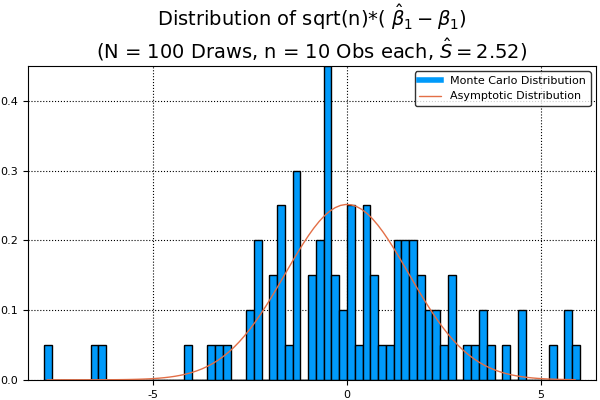 Distribution of sqrt(n)*( β̂₁ − β₁)
(N = 100 Draws, n = 10 Obs each, Ŝ = 2.52)
Monte Carlo Distribution
Asymptotic Distribution
0.4
0.3
0.2
0.1
0.0
-5 0 5